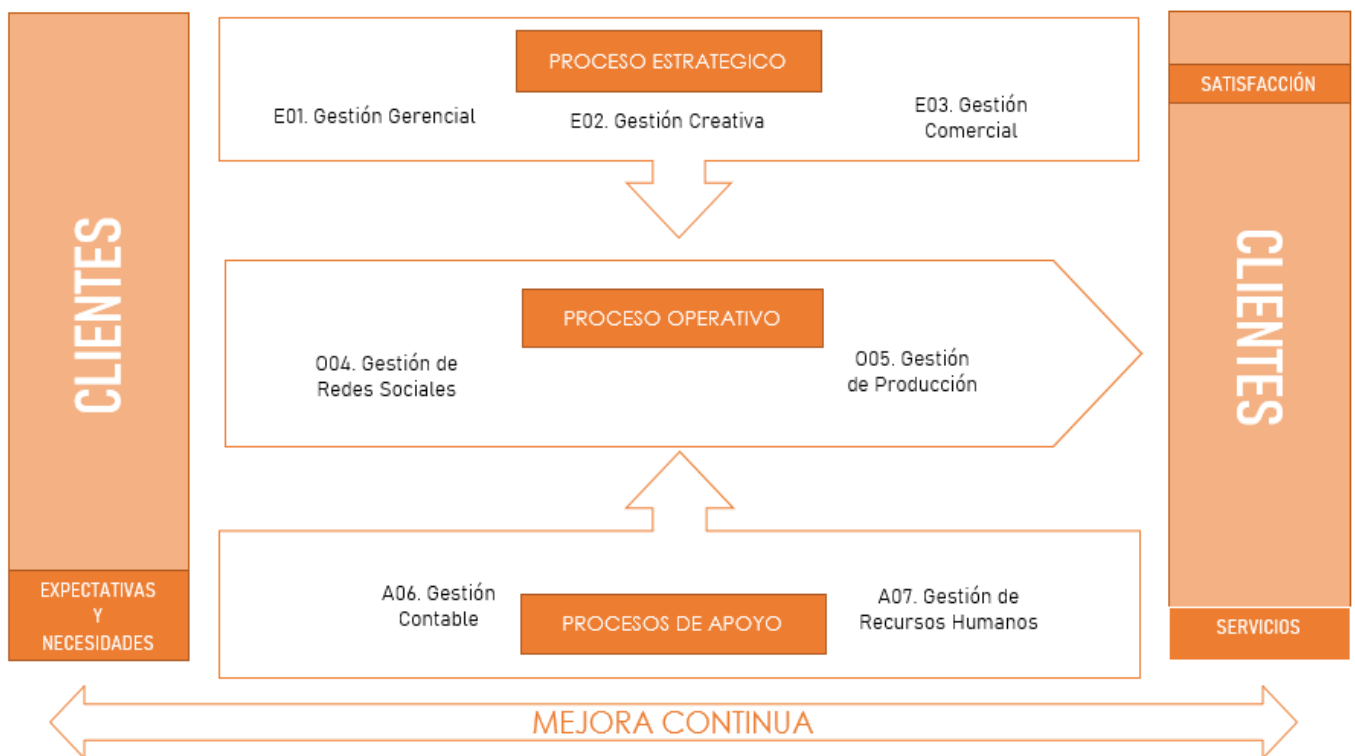 CLIENTES
EXPECTATIVAS
Y
NECESIDADES
PROCESO ESTRATEGICO
E01. Gestión Gerencial
E02. Gestión Creativa
E03. Gestión
Comercial
PROCESO OPERATIVO
O04. Gestión de
Redes Sociales
O05. Gestión
de Producción
A06. Gestión
Contable
PROCESOS DE APOYO
A07. Gestión de
Recursos Humanos
SATISFACCIÓN
CLIENTES
SERVICIOS
MEJORA CONTINUA